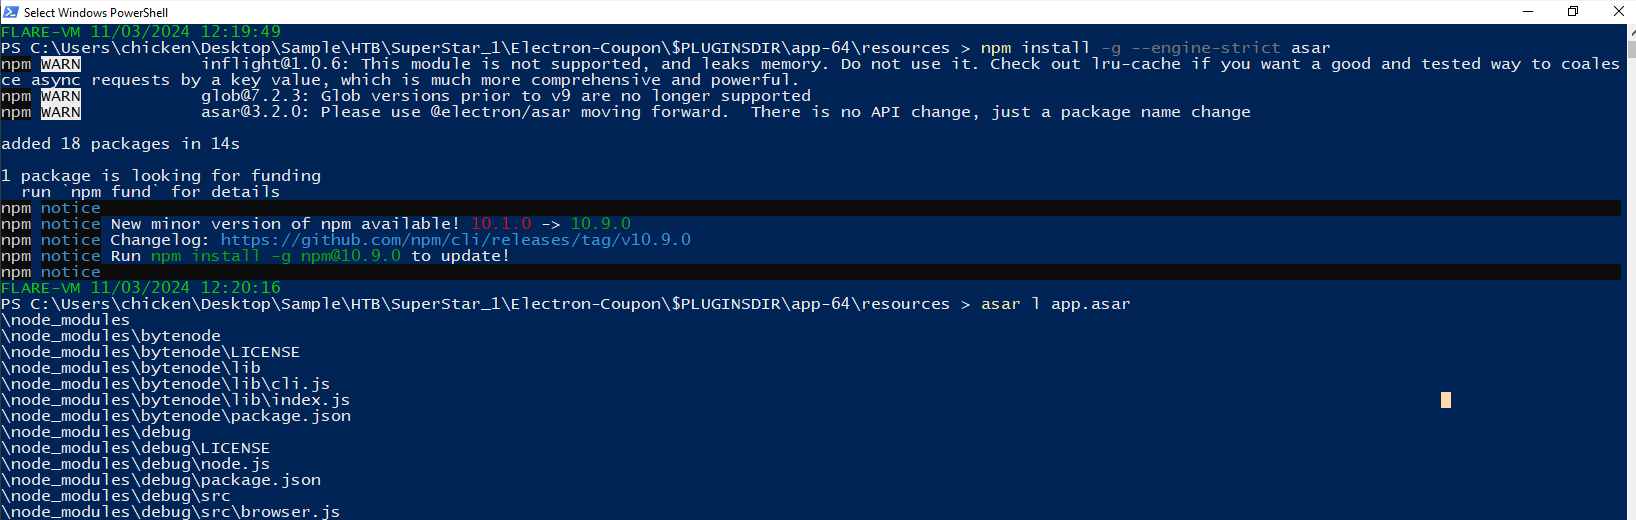 Select Windows PowerShell
FLARE-VM 11/03/2024 12:19:49
PS C:\Users\chicken\Desktop\Sample\HTB\SuperStar_1\Electron-Coupon\$PLUGINSDIR\app-64\resources > npm install -g --engine-strict asar
npm WARN            inflight@1.0.6: This module is not supported, and leaks memory. Do not use it. Check out lru-cache if you want a good and tested way to coales
ce async requests by a key value, which is much more comprehensive and powerful.
npm WARN            glob@7.2.3: Glob versions prior to v9 are no longer supported
npm WARN            asar@3.2.0: Please use @electron/asar moving forward.  There is no API change, just a package name change
added 18 packages in 14s
1 package is looking for funding
  run `npm fund` for details
npm notice
npm notice New minor version of npm available! 10.1.0 -> 10.9.0
npm notice Changelog: https://github.com/npm/cli/releases/tag/v10.9.0
npm notice Run npm install -g npm@10.9.0 to update!
npm notice
FLARE-VM 11/03/2024 12:20:16
PS C:\Users\chicken\Desktop\Sample\HTB\SuperStar_1\Electron-Coupon\$PLUGINSDIR\app-64\resources > asar l app.asar
\node_modules
\node_modules\bytenode
\node_modules\bytenode\LICENSE
\node_modules\bytenode\lib
\node_modules\bytenode\lib\cli.js
\node_modules\bytenode\lib\index.js
\node_modules\bytenode\package.json
\node_modules\debug
\node_modules\debug\LICENSE
\node_modules\debug\node.js
\node_modules\debug\package.json
\node_modules\debug\src
\node_modules\debug\src\browser.js